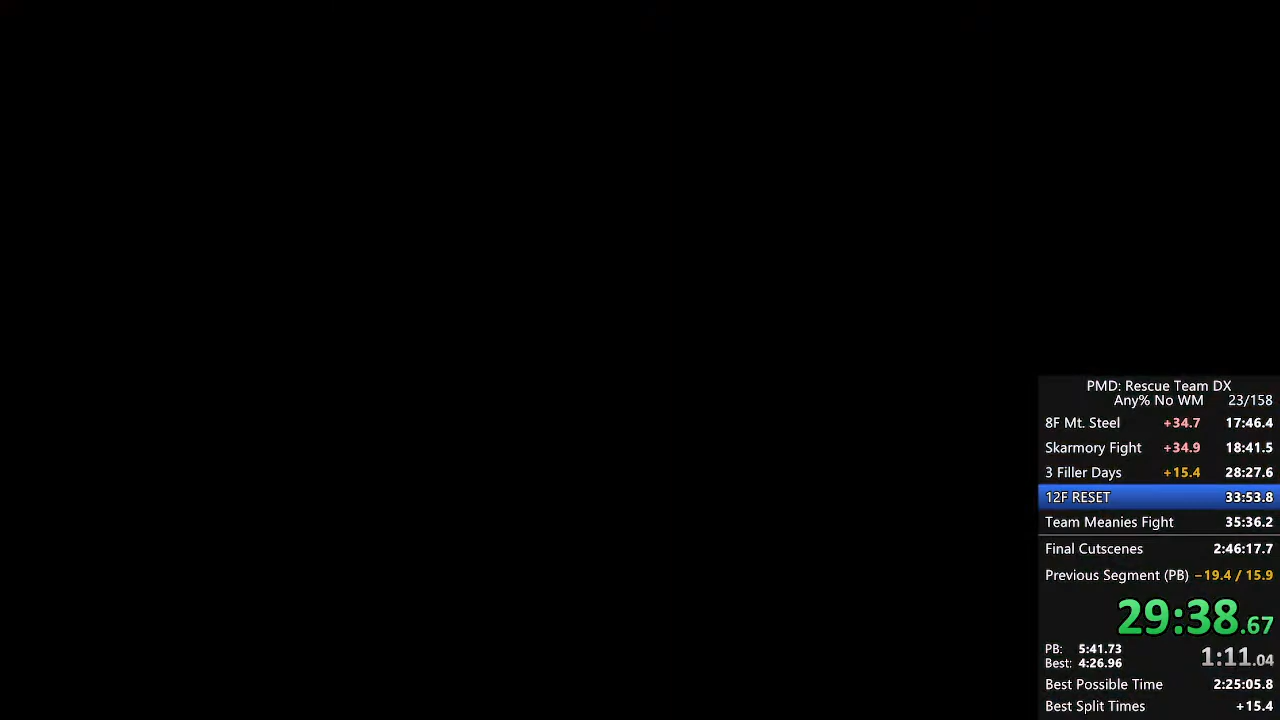 PMD: Rescue Team DX
Any% No WM 23/158
8F Mt. Steel +34.7 17:46.4
Skarmory Fight +34.9 18:41.5
3 Filler Days +15.4 28:27.6
12F RESET 33:53.8
Team Meanies Fight 35:36.2
Final Cutscenes 2:46:17.7
Previous Segment (PB) −19.4 / 15.9
29:38.67
PB: 5:41.73
Best: 4:26.96 1:11.04
Best Possible Time 2:25:05.8
Best Split Times +15.4